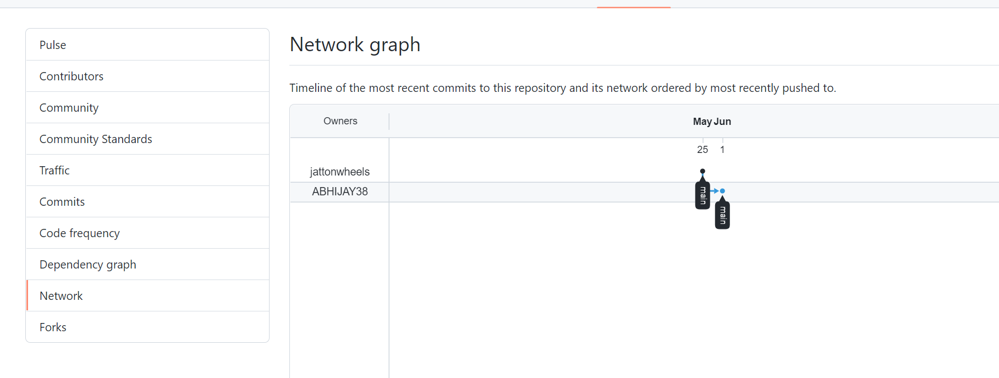 Pulse
Contributors
Community
Community Standards
Traffic
Commits
Code frequency
Dependency graph
Network
Forks
Network graph
Timeline of the most recent commits to this repository and its network ordered by most recently pushed to.
Owners
May Jun
25 1
jattonwheels
ABHIJAY38
main
main